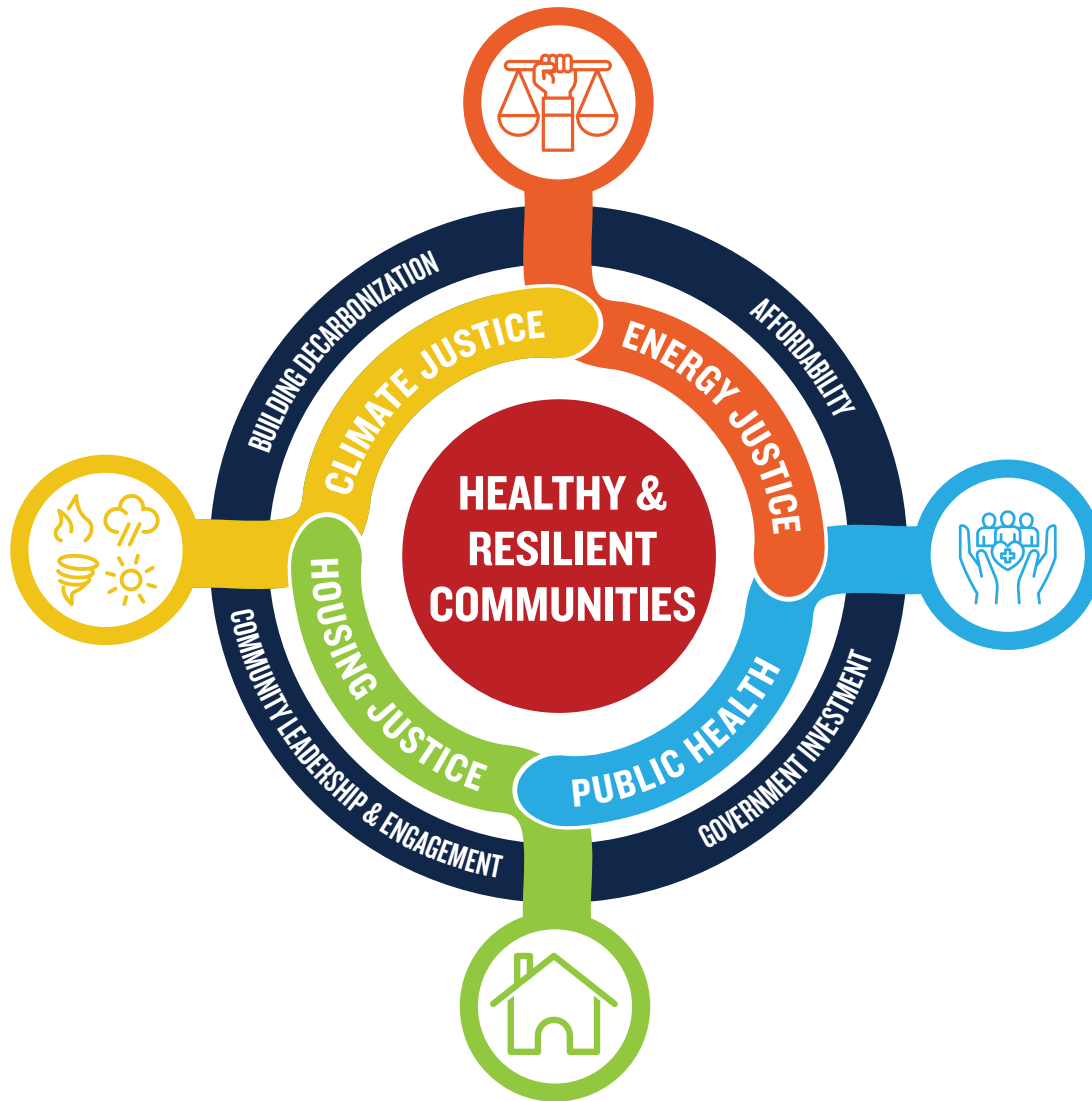 BUILDING DECARBONIZATION
AFFORDABILITY
CLIMATE JUSTICE
ENERGY JUSTICE
HEALTHY &
RESILIENT
COMMUNITIES
HOUSING JUSTICE
PUBLIC HEALTH
COMMUNITY LEADERSHIP & ENGAGEMENT
GOVERNMENT INVESTMENT